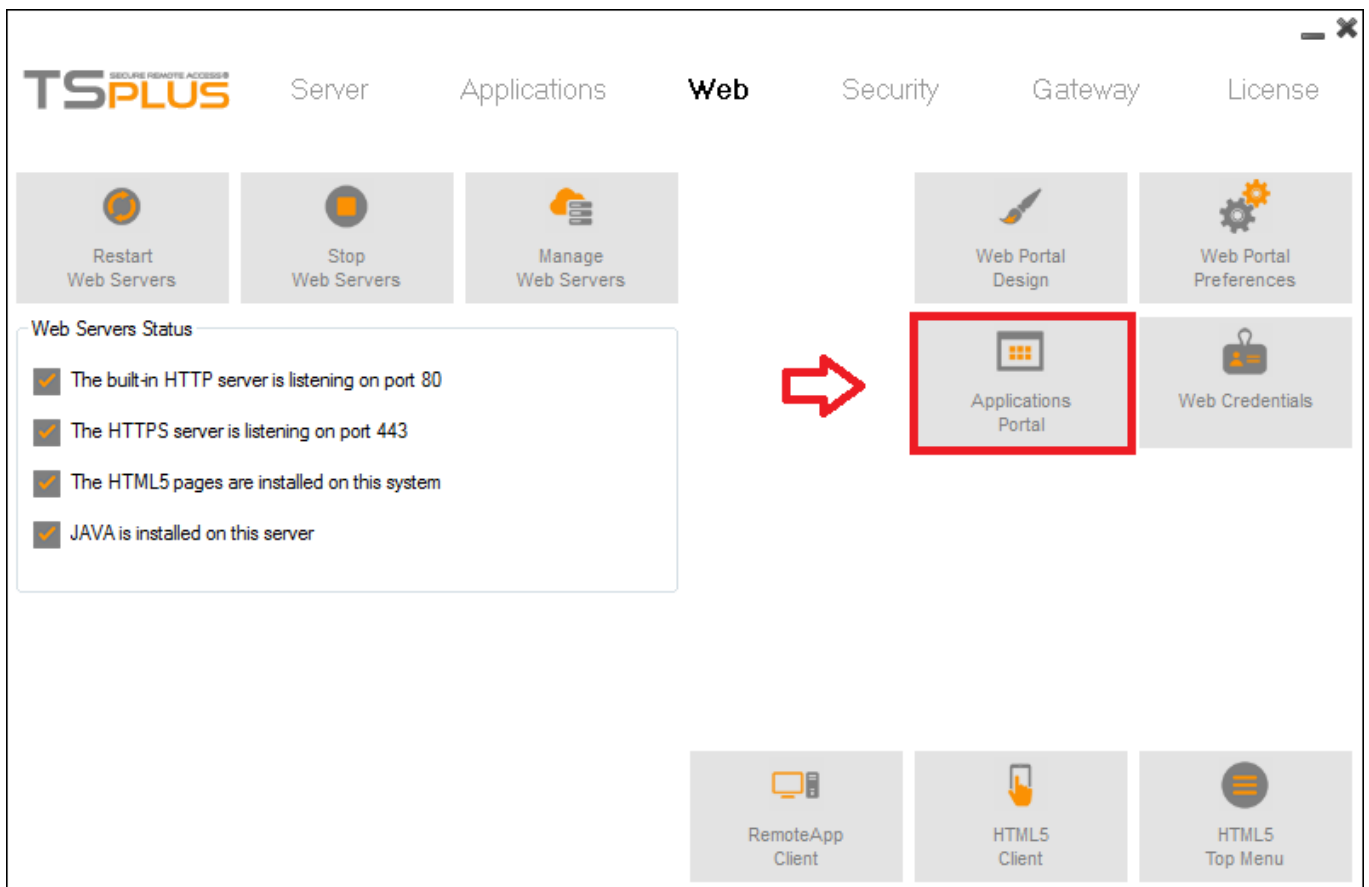 TSPLUS SECURE REMOTE ACCESS®
Server Applications Web Security Gateway License
Restart
Web Servers
Stop
Web Servers
Manage
Web Servers
Web Portal
Design
Web Portal
Preferences
Web Servers Status
The built-in HTTP server is listening on port 80
The HTTPS server is listening on port 443
The HTML5 pages are installed on this system
JAVA is installed on this server
Applications
Portal
Web Credentials
RemoteApp
Client
HTML5
Client
HTML5
Top Menu